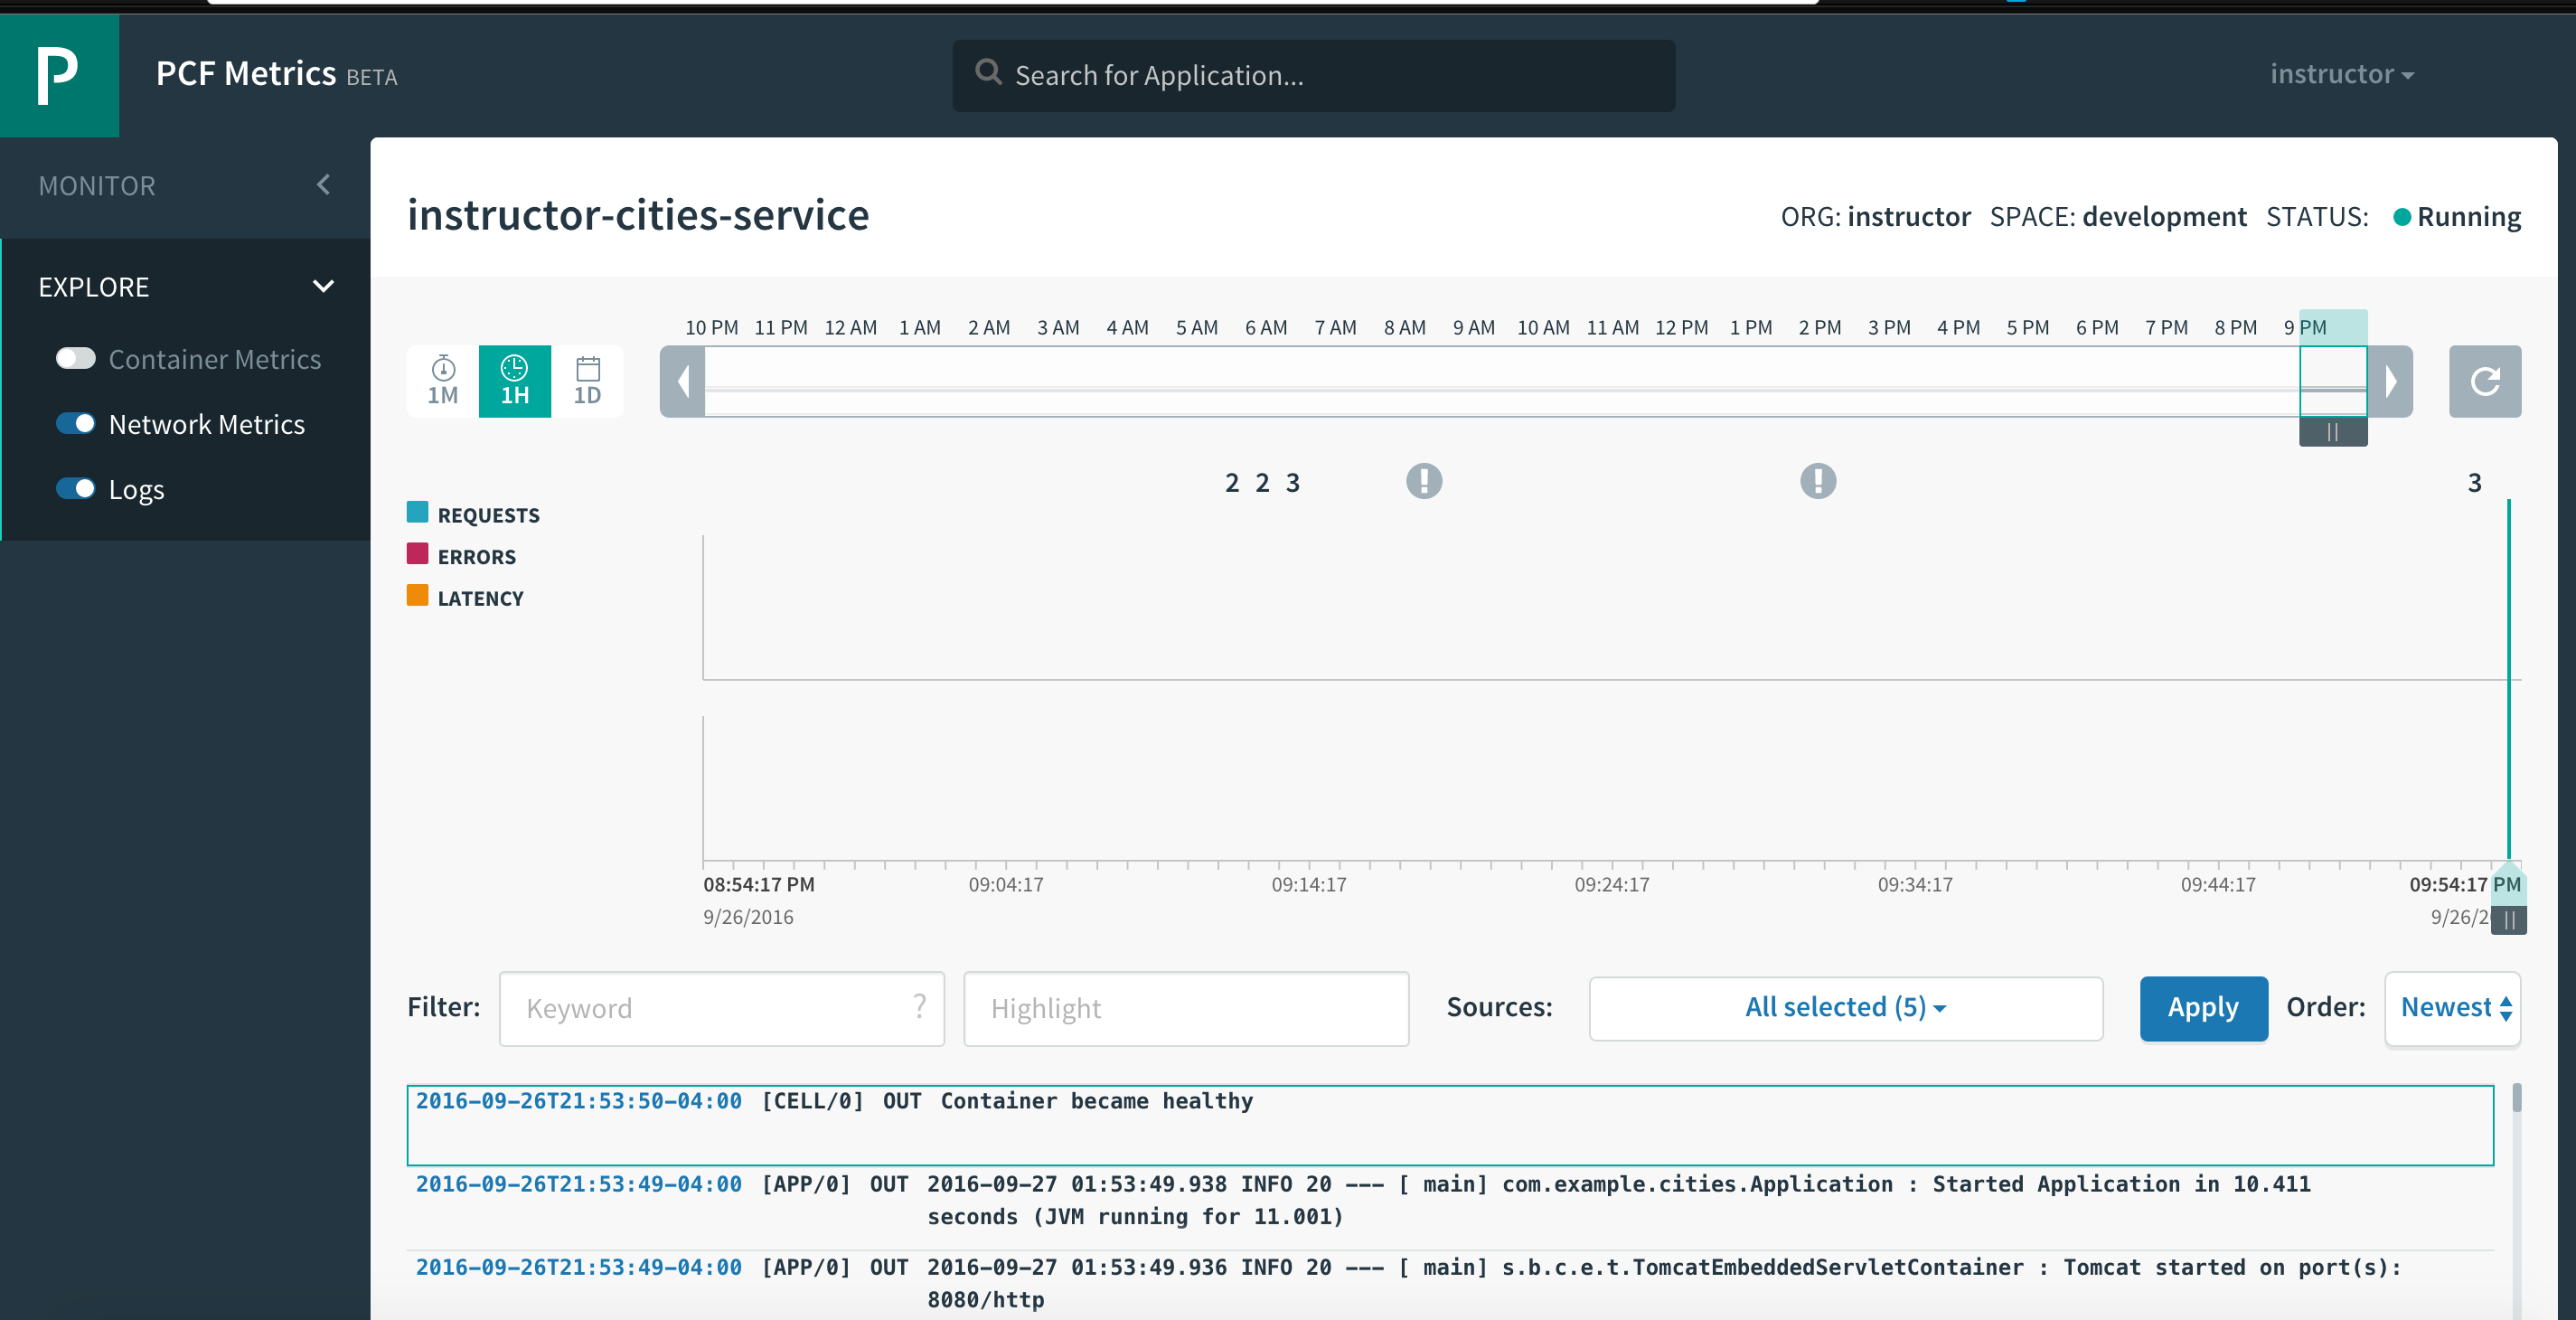 P
PCF Metrics BETA
Search for Application...
instructor
MONITOR
EXPLORE
Container Metrics
Network Metrics
Logs
instructor-cities-service
ORG: instructor SPACE: development STATUS: Running
10 PM 11 PM 12 AM 1 AM 2 AM 3 AM 4 AM 5 AM 6 AM 7 AM 8 AM 9 AM 10 AM 11 AM 12 PM 1 PM 2 PM 3 PM 4 PM 5 PM 6 PM 7 PM 8 PM 9 PM
1M 1H 1D
2 2 3 ! ! 3
REQUESTS
ERRORS
LATENCY
08:54:17 PM 09:04:17 09:14:17 09:24:17 09:34:17 09:44:17 09:54:17 PM
9/26/2016 9/26/2
Filter: Keyword ? Highlight Sources: All selected (5) Apply Order: Newest
2016-09-26T21:53:50-04:00 [CELL/0] OUT Container became healthy
2016-09-26T21:53:49-04:00 [APP/0] OUT 2016-09-27 01:53:49.938 INFO 20 --- [ main] com.example.cities.Application : Started Application in 10.411
seconds (JVM running for 11.001)
2016-09-26T21:53:49-04:00 [APP/0] OUT 2016-09-27 01:53:49.936 INFO 20 --- [ main] s.b.c.e.t.TomcatEmbeddedServletContainer : Tomcat started on port(s):
8080/http